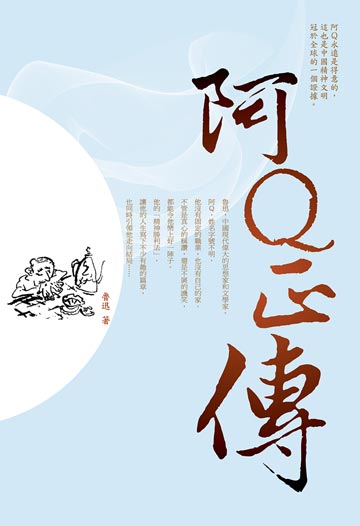 阿Q永遠是得意的，
這也是中國精神文明
冠於全球的一個證據。
阿Q正傳
魯迅，中國現代偉大的思想家和文學家。
阿Q，姓名字號不明，
他沒有固定的職業，也沒有自己的家，
不管是真心的稱讚，還是不屑的譏笑，
都能令他樂上好一陣子。
他的「精神勝利法」，
讓他的人生寫下不少有趣的篇章，
也同時引領他走向結局……
魯迅 著